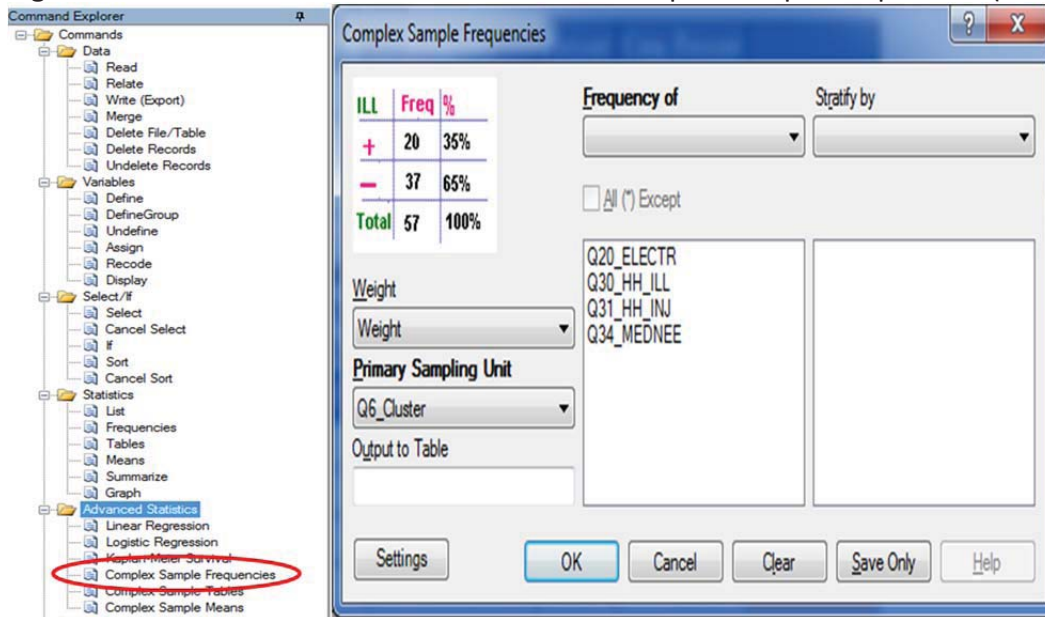 Command Explorer
Commands
Data
Read
Relate
Write (Export)
Merge
Delete File/Table
Delete Records
Undelete Records
Variables
Define
DefineGroup
Undefine
Assign
Recode
Display
Select/If
Select
Cancel Select
If
Sort
Cancel Sort
Statistics
List
Frequencies
Tables
Means
Summarize
Graph
Advanced Statistics
Linear Regression
Logistic Regression
Kaplan-Meier Survival
Complex Sample Frequencies
Complex Sample Tables
Complex Sample Means
Complex Sample Frequencies
ILL Freq %
+ 20 35%
− 37 65%
Total 57 100%
Weight
Weight
Primary Sampling Unit
Q6_Cluster
Output to Table
Frequency of
Stratify by
All (*) Except
Q20_ELECTR
Q30_HH_ILL
Q31_HH_INJ
Q34_MEDNEE
Settings
OK
Cancel
Clear
Save Only
Help